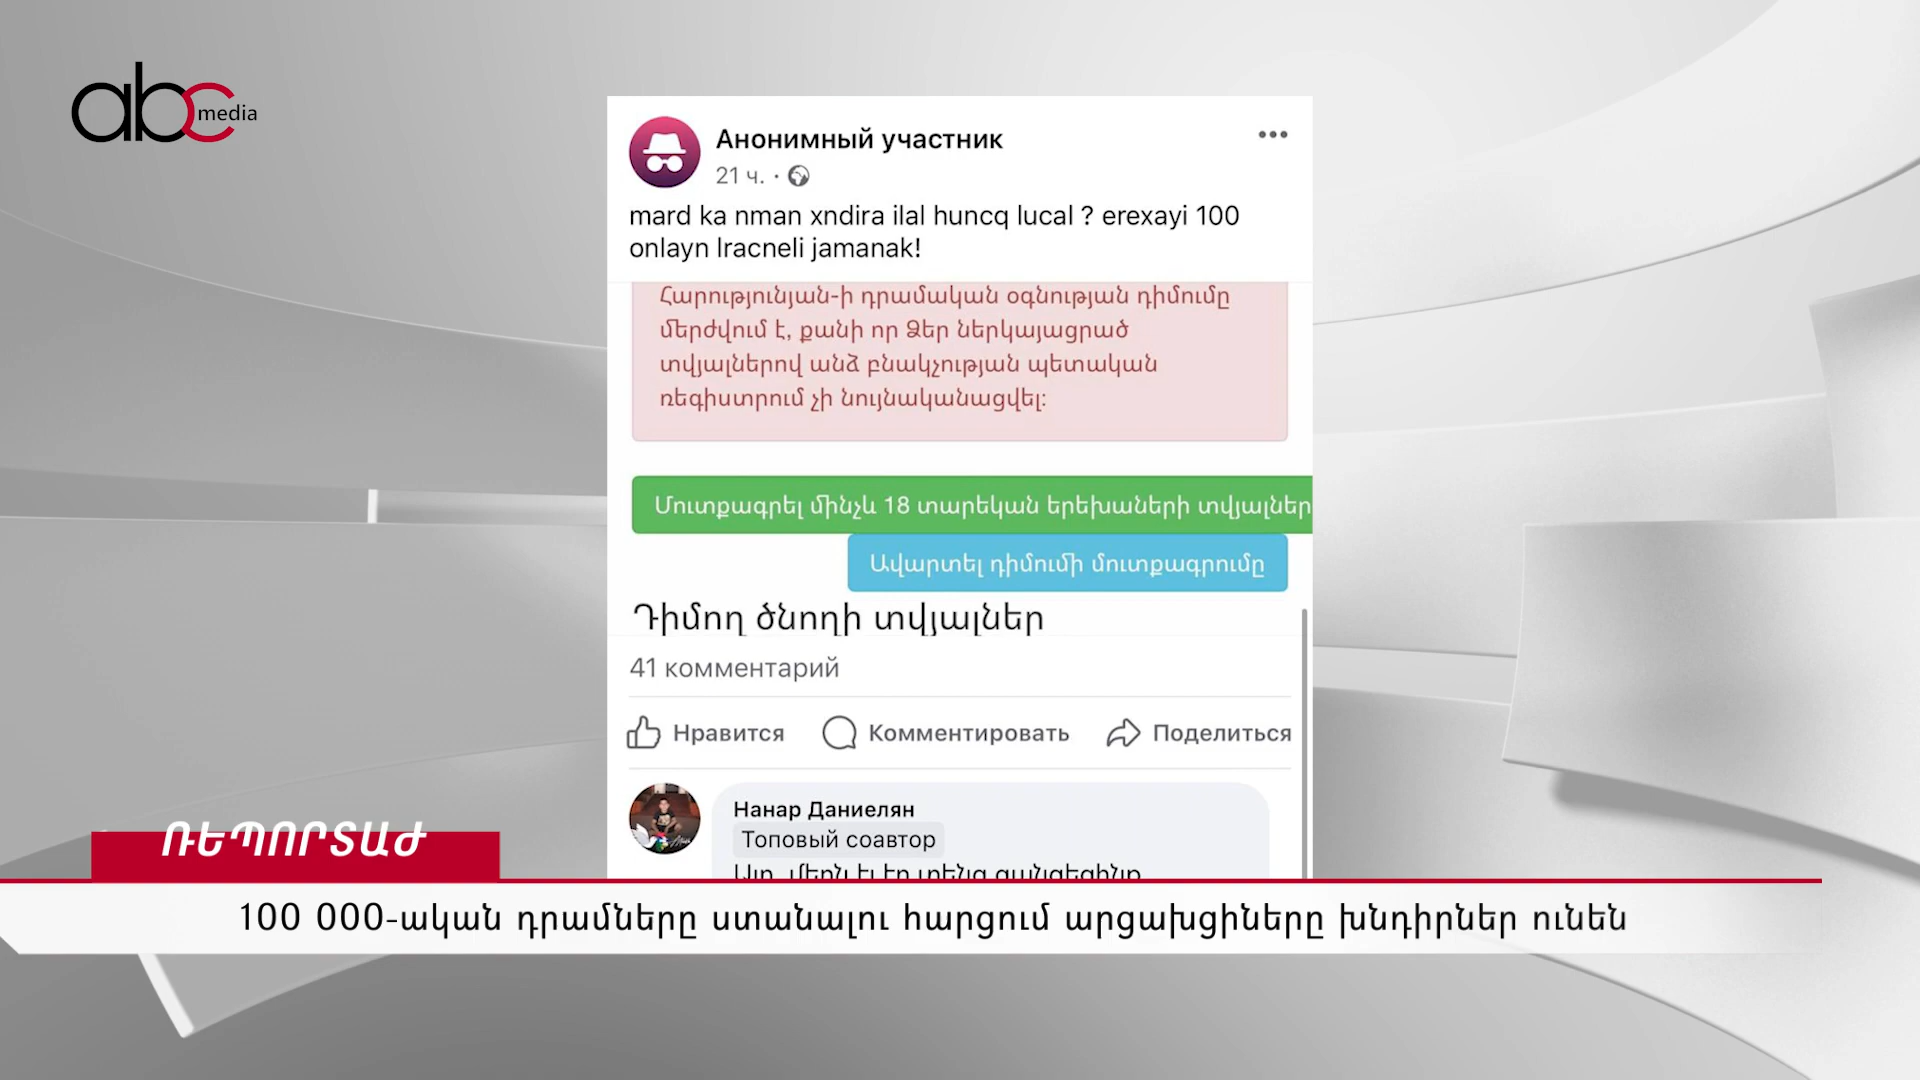 abc media
Анонимный участник
21 ч.
mard ka nman xndira ilal huncq lucal ? erexayi 100
onlayn lracneli jamanak!
Հարությունյան-ի դրամական օգնության դիմումը
մերժվում է, քանի որ Ձեր ներկայացրած
տվյալներով անձ բնակչության պետական
ռեգիստրում չի նույնականացվել:
Մուտքագրել մինչև 18 տարեկան երեխաների տվյալներ
Ավարտել դիմումի մուտքագրումը
Դիմող ծնողի տվյալներ
41 комментарий
Нравится Комментировать Поделиться
Нанар Даниелян
Топовый соавтор
ՌԵՊՈՐՏԱԺ
100 000-ական դրամները ստանալու հարցում արցախցիները խնդիրներ ունեն